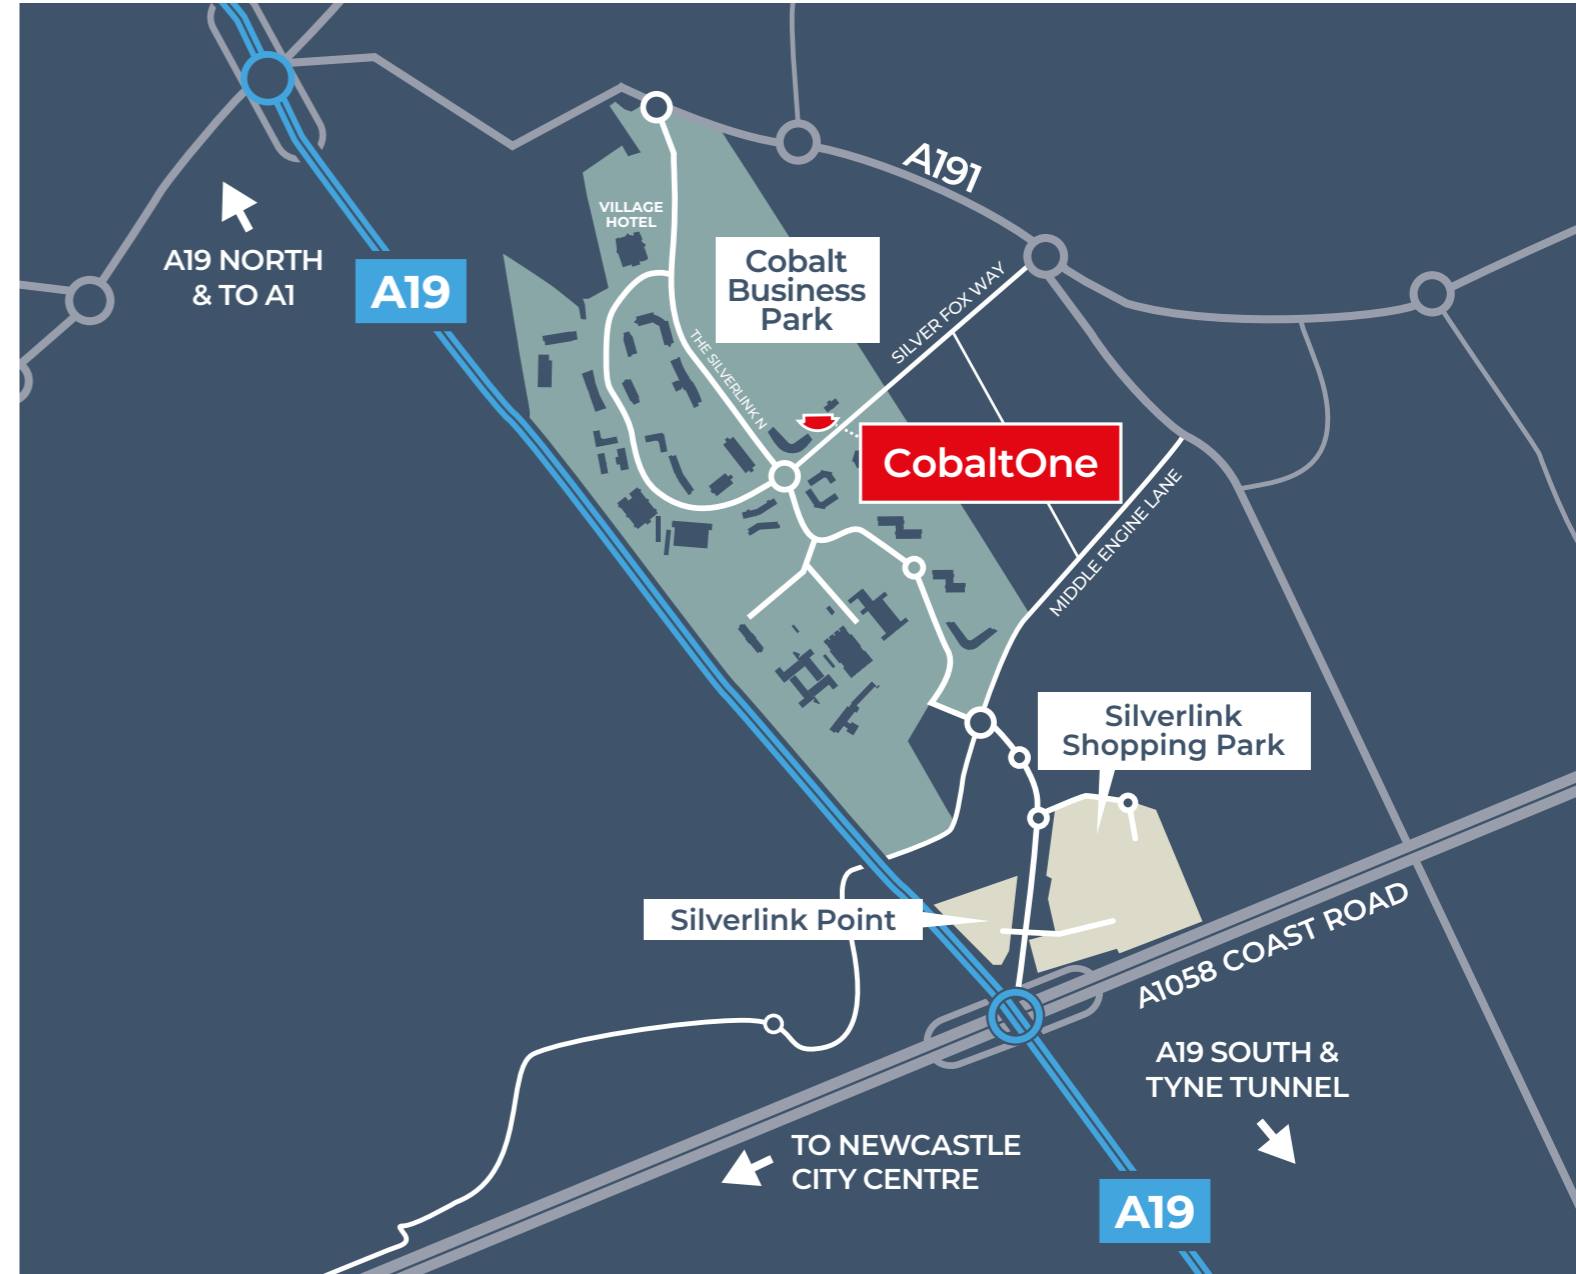 A191
VILLAGE
HOTEL
A19 NORTH
& TO A1
A19
Cobalt
Business
Park
SILVER FOX WAY
THE SILVERLINK N
CobaltOne
MIDDLE ENGINE LANE
Silverlink
Shopping Park
Silverlink Point
A1058 COAST ROAD
A19 SOUTH &
TYNE TUNNEL
TO NEWCASTLE
CITY CENTRE
A19